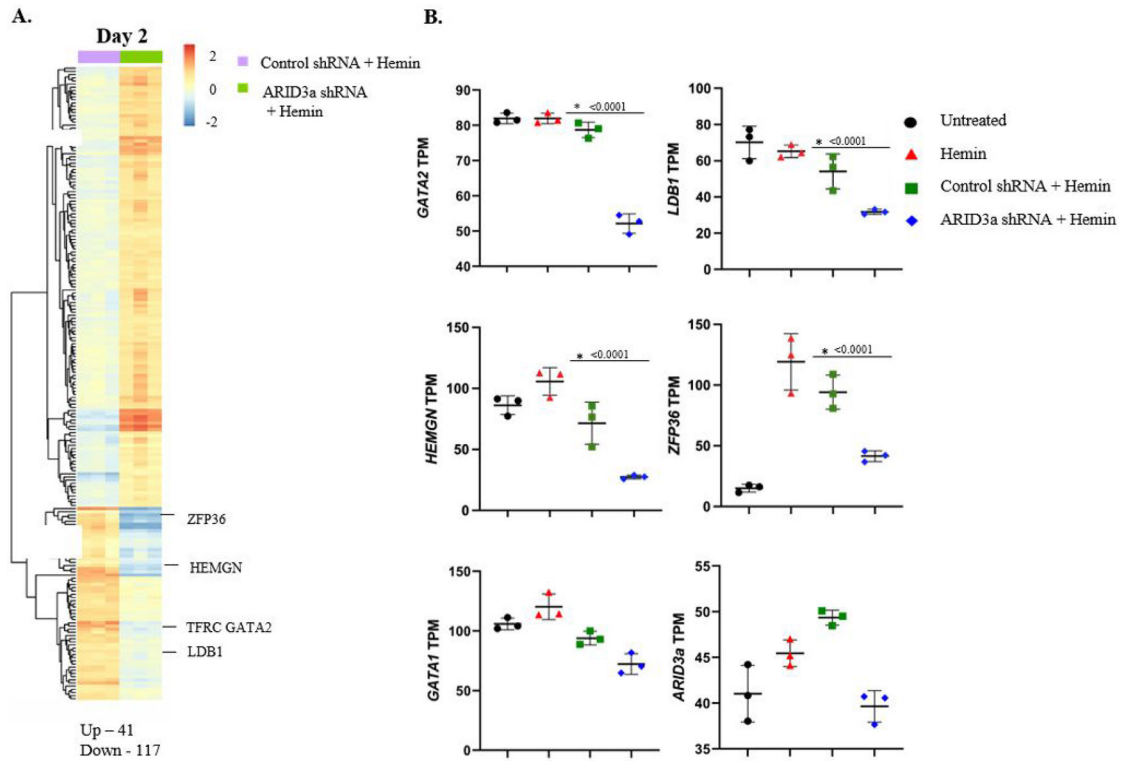 A.
Day 2
2
0
-2
Control shRNA + Hemin
ARID3a shRNA
+ Hemin
ZFP36
HEMGN
TFRC GATA2
LDB1
Up – 41
Down - 117
B.
GATA2 TPM
90
80
70
60
50
40
* <0.0001
LDB1 TPM
100
80
60
40
20
0
* <0.0001
Untreated
Hemin
Control shRNA + Hemin
ARID3a shRNA + Hemin
HEMGN TPM
150
100
50
0
* <0.0001
ZFP36 TPM
150
100
50
0
* <0.0001
GATA1 TPM
150
100
50
0
ARID3a TPM
55
50
45
40
35